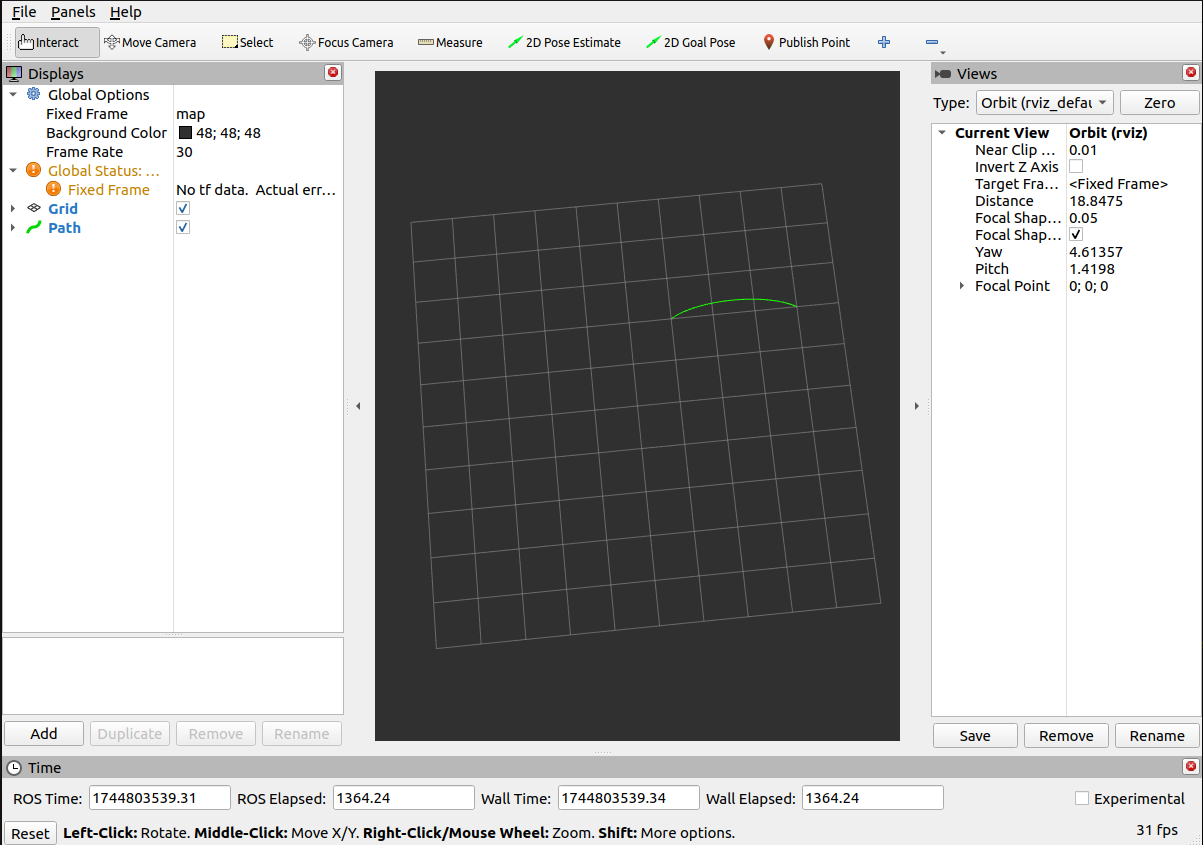 File Panels Help
Interact Move Camera Select Focus Camera Measure 2D Pose Estimate 2D Goal Pose Publish Point
Displays
Global Options
Fixed Frame map
Background Color 48; 48; 48
Frame Rate 30
Global Status: ...
Fixed Frame No tf data. Actual err...
Grid
Path
Add Duplicate Remove Rename
Views
Type: Orbit (rviz_defau Zero
Current View Orbit (rviz)
Near Clip ... 0.01
Invert Z Axis
Target Fra... <Fixed Frame>
Distance 18.8475
Focal Shap... 0.05
Focal Shap...
Yaw 4.61357
Pitch 1.4198
Focal Point 0; 0; 0
Save Remove Rename
Time
ROS Time: 1744803539.31 ROS Elapsed: 1364.24 Wall Time: 1744803539.34 Wall Elapsed: 1364.24 Experimental
Reset Left-Click: Rotate. Middle-Click: Move X/Y. Right-Click/Mouse Wheel: Zoom. Shift: More options. 31 fps